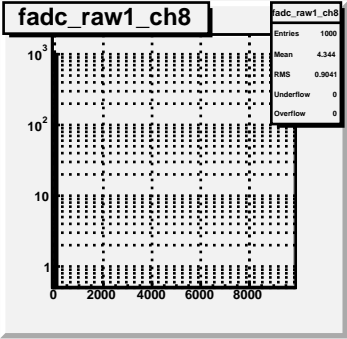 fadc_raw1_ch8
fadc_raw1_ch8
Entries 1000
Mean 4.344
RMS 0.9041
Underflow 0
Overflow 0
10^3
10^2
10
1
0 2000 4000 6000 8000